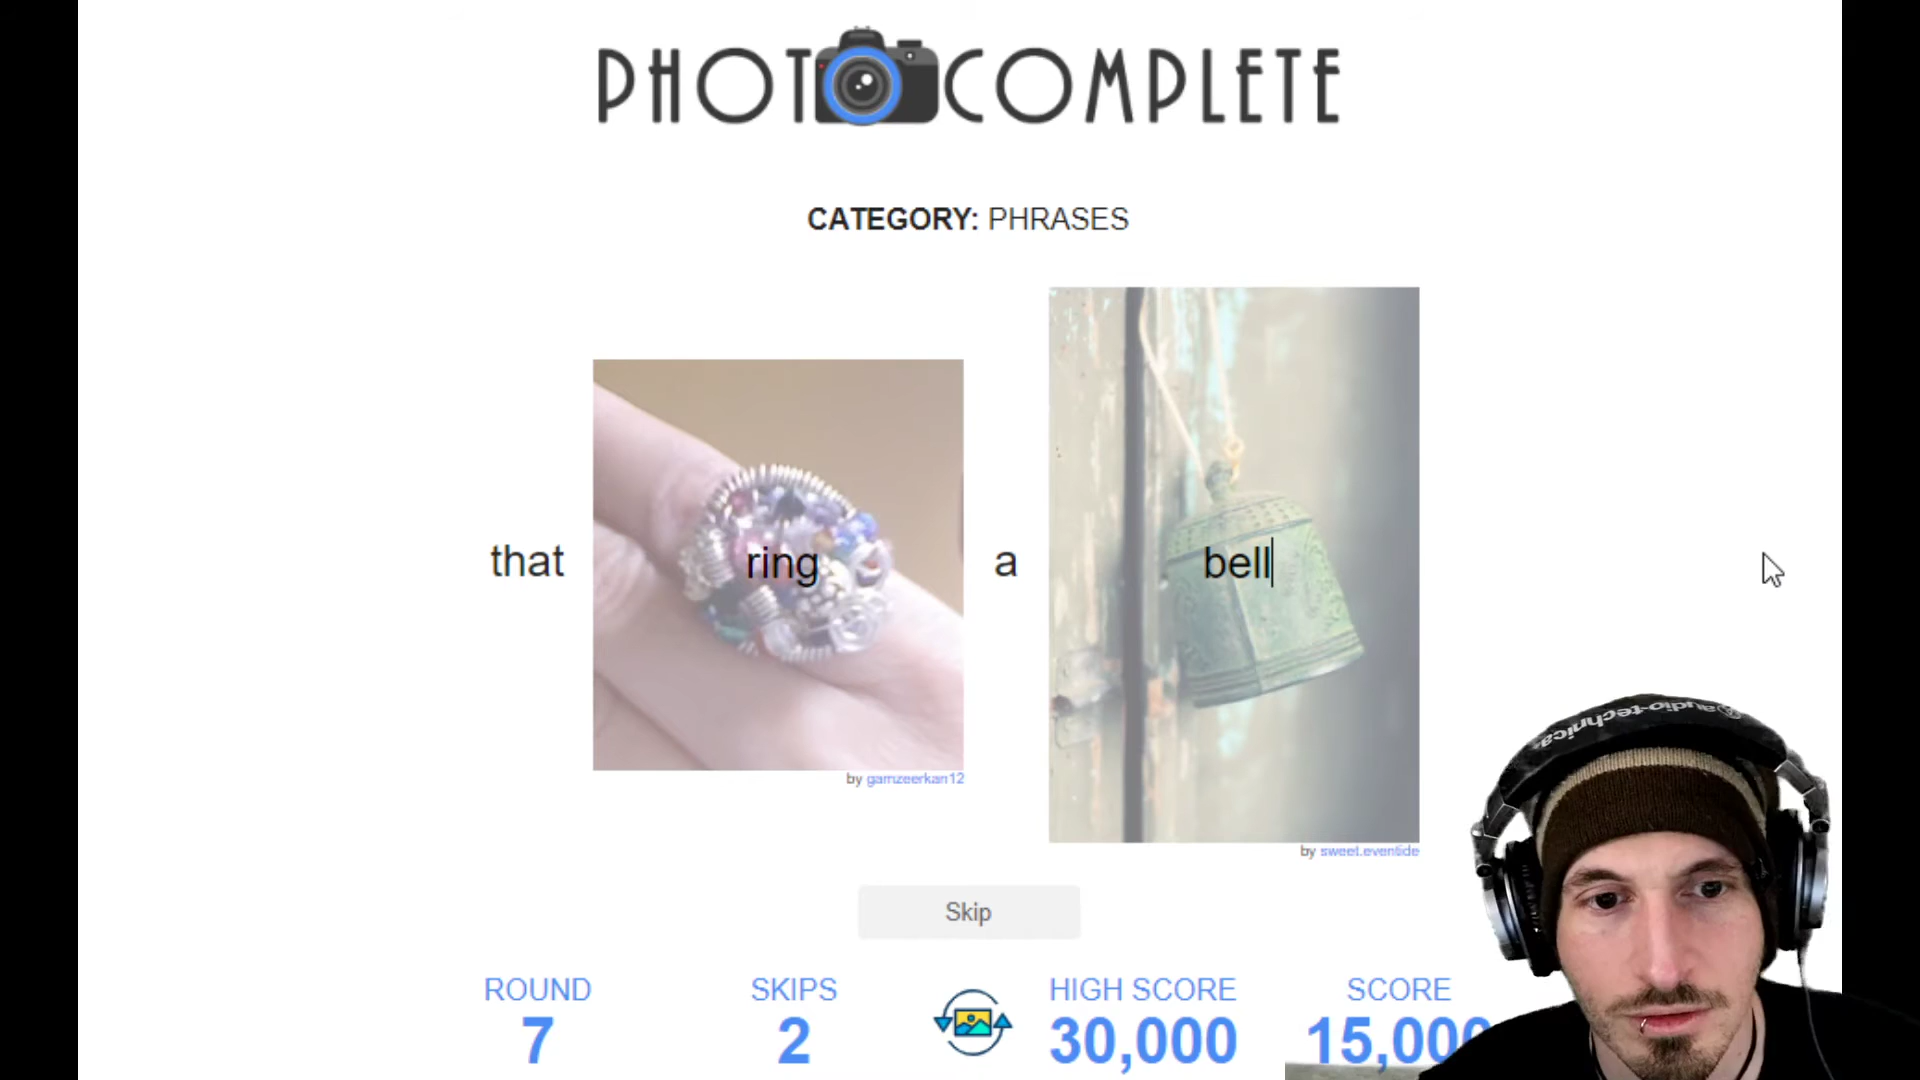 PHOTOCOMPLETE
CATEGORY: PHRASES
that ring a bell
by gamzeerkan12
by sweet.eventide
Skip
ROUND SKIPS HIGH SCORE SCORE
7 2 30,000 15,000
audio-technica